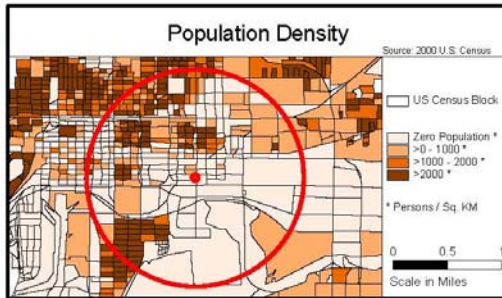 Population Density
Source: 2000 U.S. Census
US Census Block
Zero Population *
>0 - 1000 *
>1000 - 2000 *
>2000 *
* Persons / Sq. KM
0 0.5 1
Scale in Miles